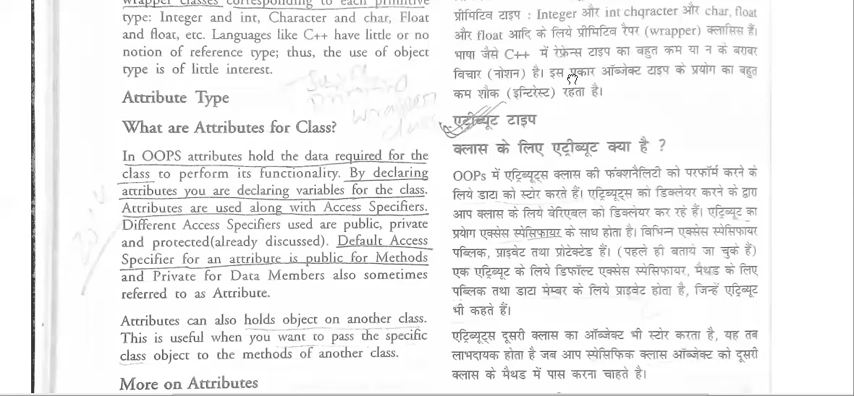 wrapper classes corresponding to each primitive
type: Integer and int, Character and char, Float
and float, etc. Languages like C++ have little or no
notion of reference type; thus, the use of object
type is of little interest.
Attribute Type
What are Attributes for Class?
In OOPS attributes hold the data required for the
class to perform its functionality. By declaring
attributes you are declaring variables for the class.
Attributes are used along with Access Specifiers.
Different Access Specifiers used are public, private
and protected(already discussed). Default Access
Specifier for an attribute is public for Methods
and Private for Data Members also sometimes
referred to as Attribute.
Attributes can also holds object on another class.
This is useful when you want to pass the specific
class object to the methods of another class.
More on Attributes
प्रीमिटिव टाइप : Integer और int chqracter और char, float
और float आदि के लिये प्रीमिटिव रैपर (wrapper) क्लासिस हैं।
भाषा जैसे C++ में रेफ्रेन्स टाइप का बहुत कम या न के बराबर
विचार (नोशन) है। इस प्रकार ऑब्जेक्ट टाइप के प्रयोग का बहुत
कम शौक (इन्टिरेस्ट) रहता है।
एट्रीब्यूट टाइप
क्लास के लिए एट्रीब्यूट क्या है ?
OOPs में एट्रिब्यूट्स क्लास की फंक्शनैलिटी को परफॉर्म करने के
लिये डाटा को स्टोर करते हैं। एट्रिब्यूट्स को डिक्लेयर करने के द्वारा
आप क्लास के लिये वेरिएबल को डिक्लेयर कर रहे हैं। एट्रिब्यूट का
प्रयोग एक्सेस स्पेसिफायर के साथ होता है। विभिन्न एक्सेस स्पेसिफायर
पब्लिक, प्राइवेट तथा प्रोटेक्टेड हैं। (पहले ही बताये जा चुके हैं)
एक एट्रिब्यूट के लिये डिफॉल्ट एक्सेस स्पेसिफायर, मैथड के लिए
पब्लिक तथा डाटा मेम्बर के लिये प्राइवेट होता है, जिन्हें एट्रिब्यूट
भी कहते हैं।
एट्रिब्यूट्स दूसरी क्लास का ऑब्जेक्ट भी स्टोर करता है, यह तब
लाभदायक होता है जब आप स्पेसिफिक क्लास ऑब्जेक्ट को दूसरी
क्लास के मैथड में पास करना चाहते है।